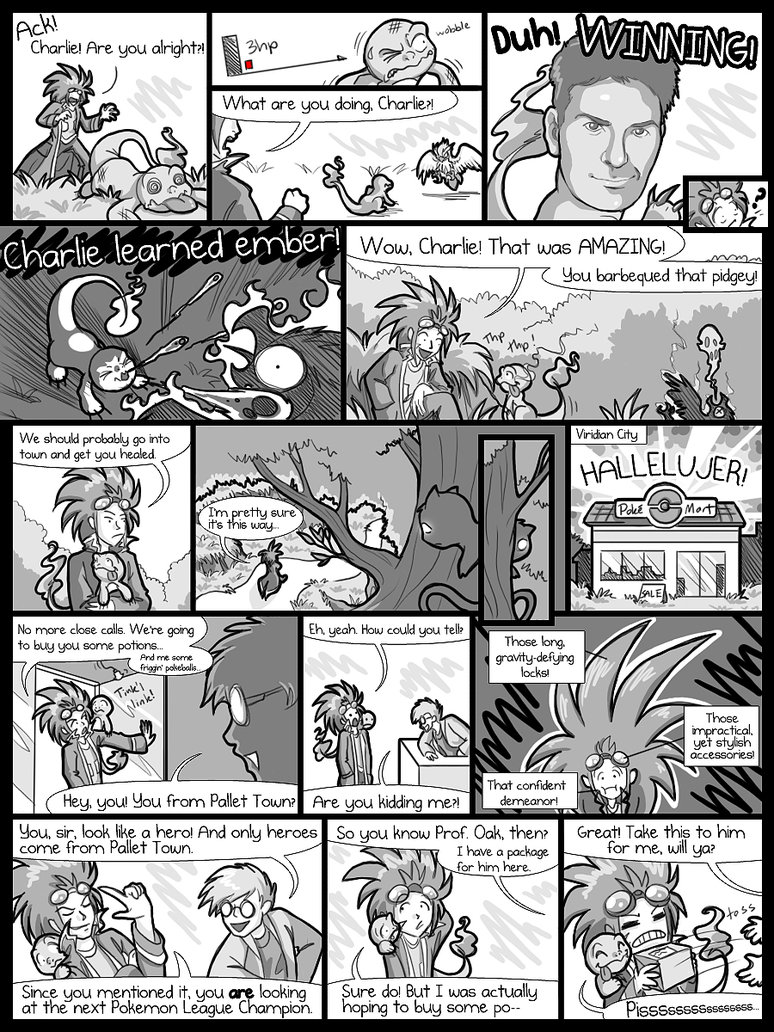 Ack!
Charlie! Are you alright?!
3hp
wobble
What are you doing, Charlie?!
Duh! WINNING!
?
Charlie learned ember!
Wow, Charlie! That was AMAZING!
You barbequed that pidgey!
Thp
thp!
We should probably go into
town and get you healed.
I'm pretty sure
it's this way...
Viridian City
HALLELUJER!
Poké Mart
SALE
No more close calls. We're going
to buy you some potions...
And me some
friggin' pokeballs...
Tink!
Hey, you! You from Pallet Town?
Eh, yeah. How could you tell?
Are you kidding me?!
Those long,
gravity-defying
locks!
Those
impractical,
yet stylish
accessories!
That confident
demeanor!
You, sir, look like a hero! And only heroes
come from Pallet Town.
Since you mentioned it, you are looking
at the next Pokemon League Champion.
So you know Prof. Oak, then?
I have a package
for him here.
Sure do! But I was actually
hoping to buy some po--
Great! Take this to him
for me, will ya?
toss
PissSssssSsssssssss...